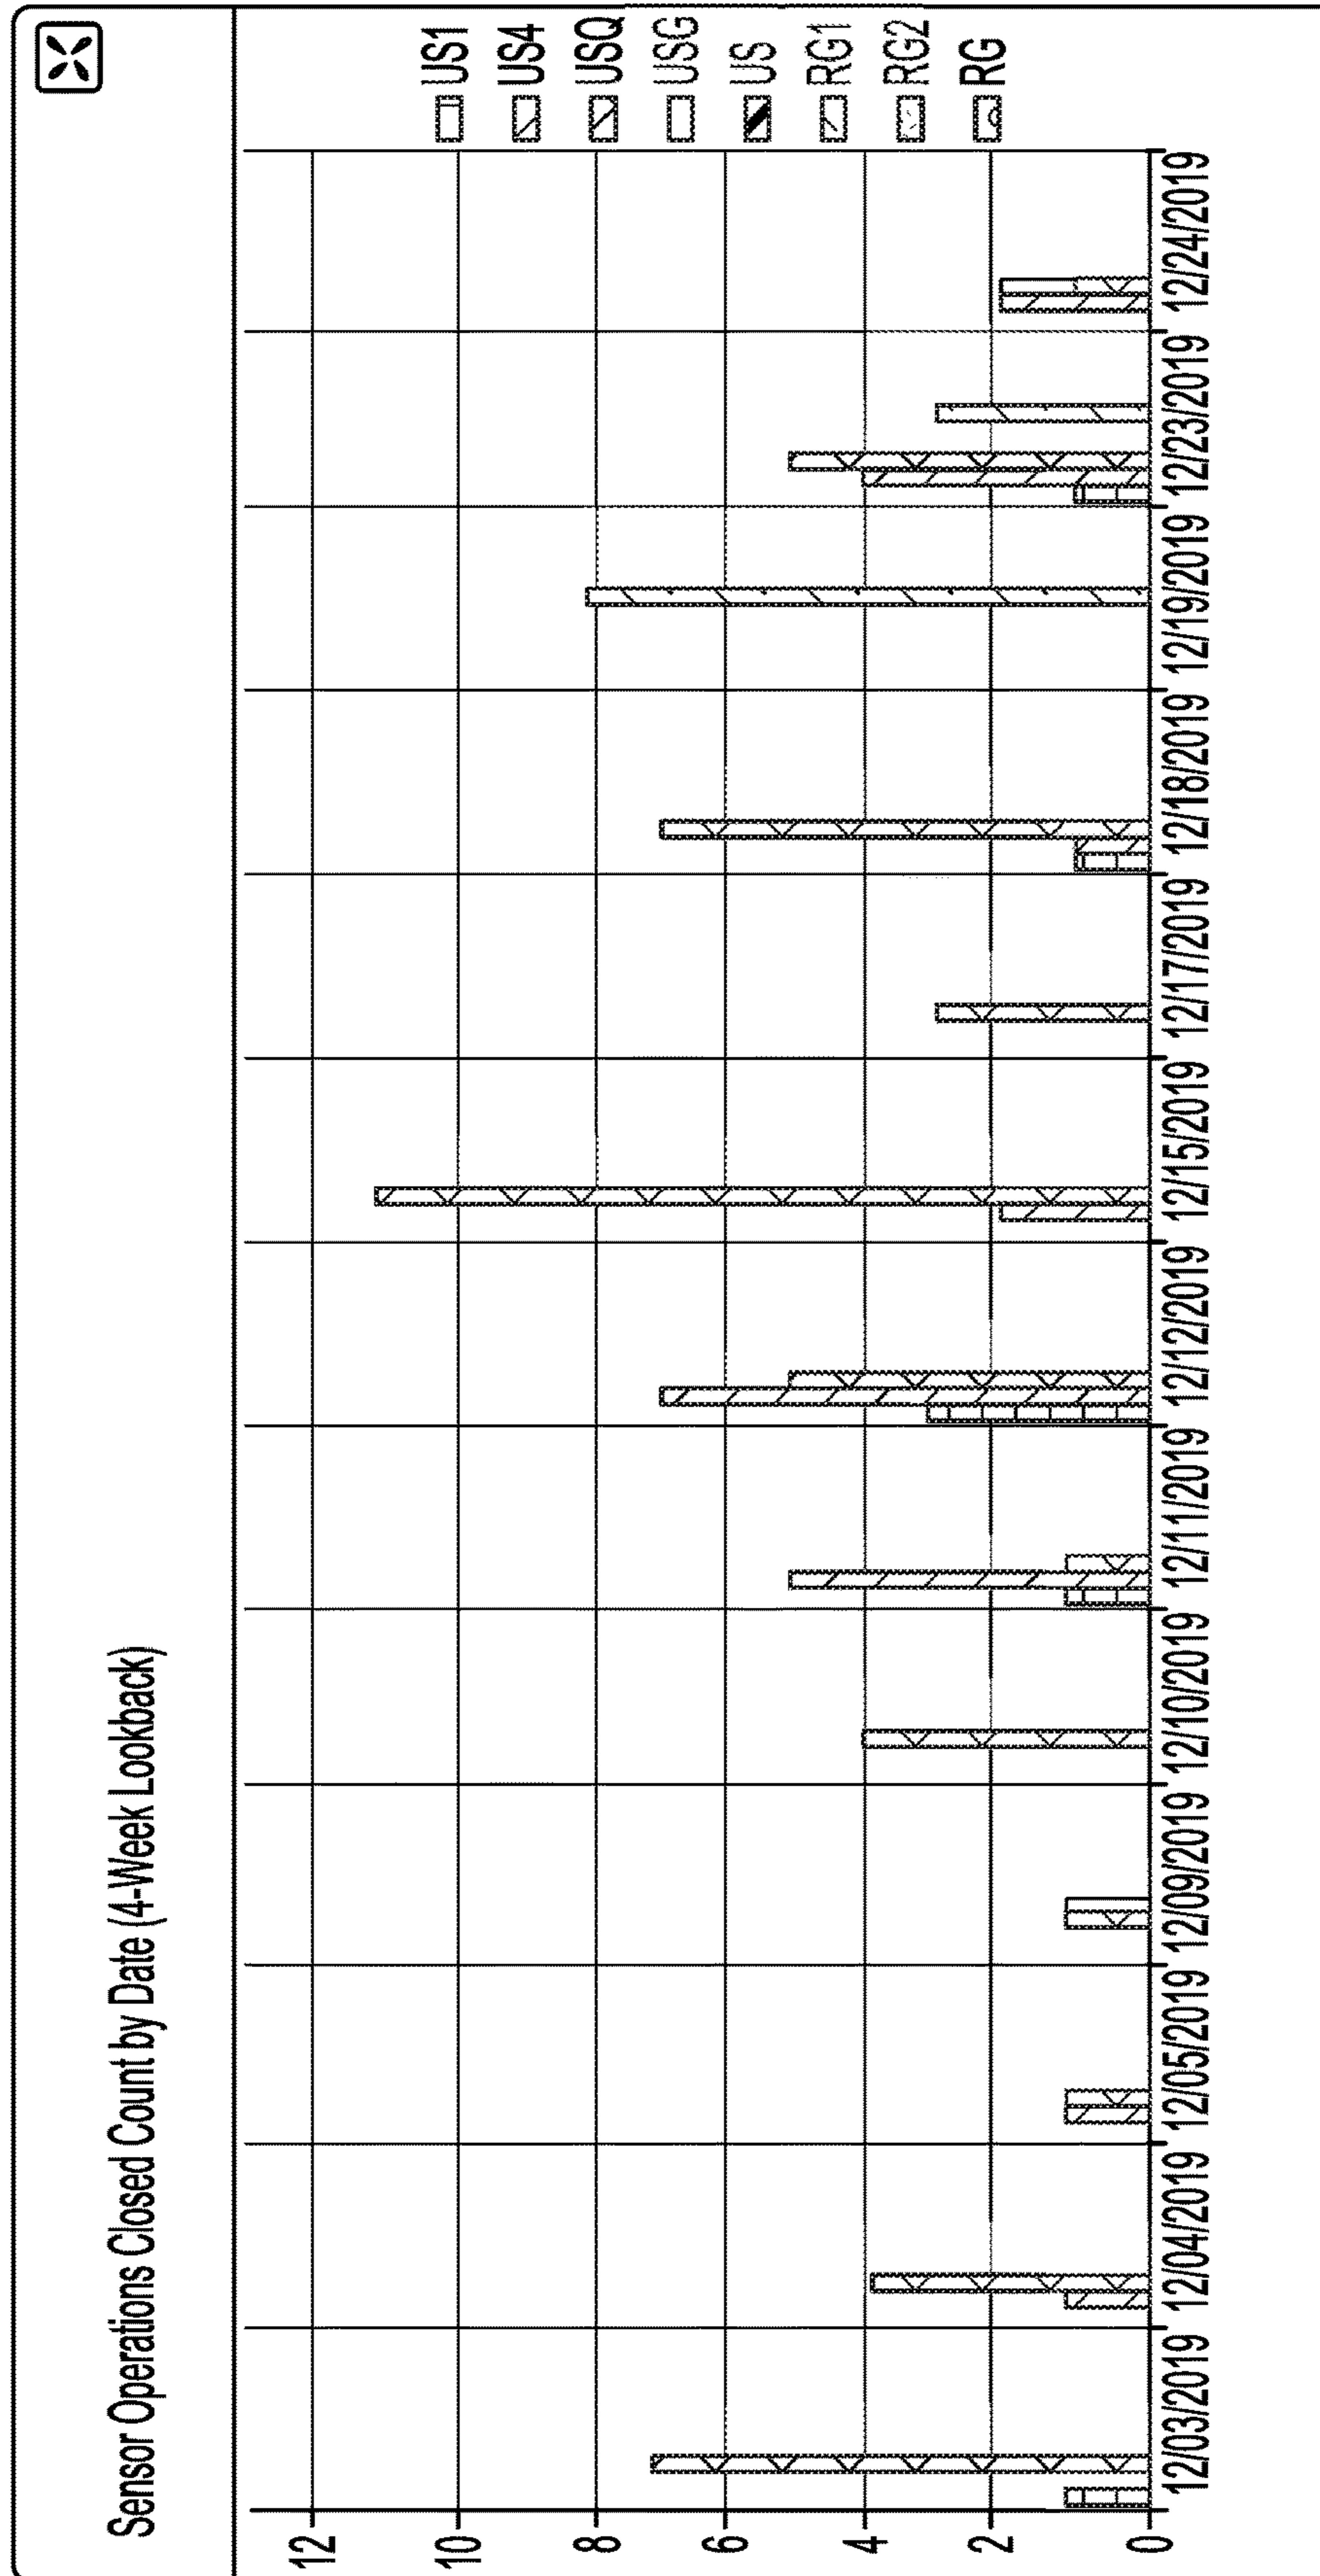 Sensor Operations Closed Count by Date (4-Week Lookback)
12
10
8
6
4
2
0
12/03/2019
12/04/2019
12/05/2019
12/09/2019
12/10/2019
12/11/2019
12/12/2019
12/15/2019
12/17/2019
12/18/2019
12/19/2019
12/23/2019
12/24/2019
US1
US4
USQ
USG
US
RG1
RG2
RG